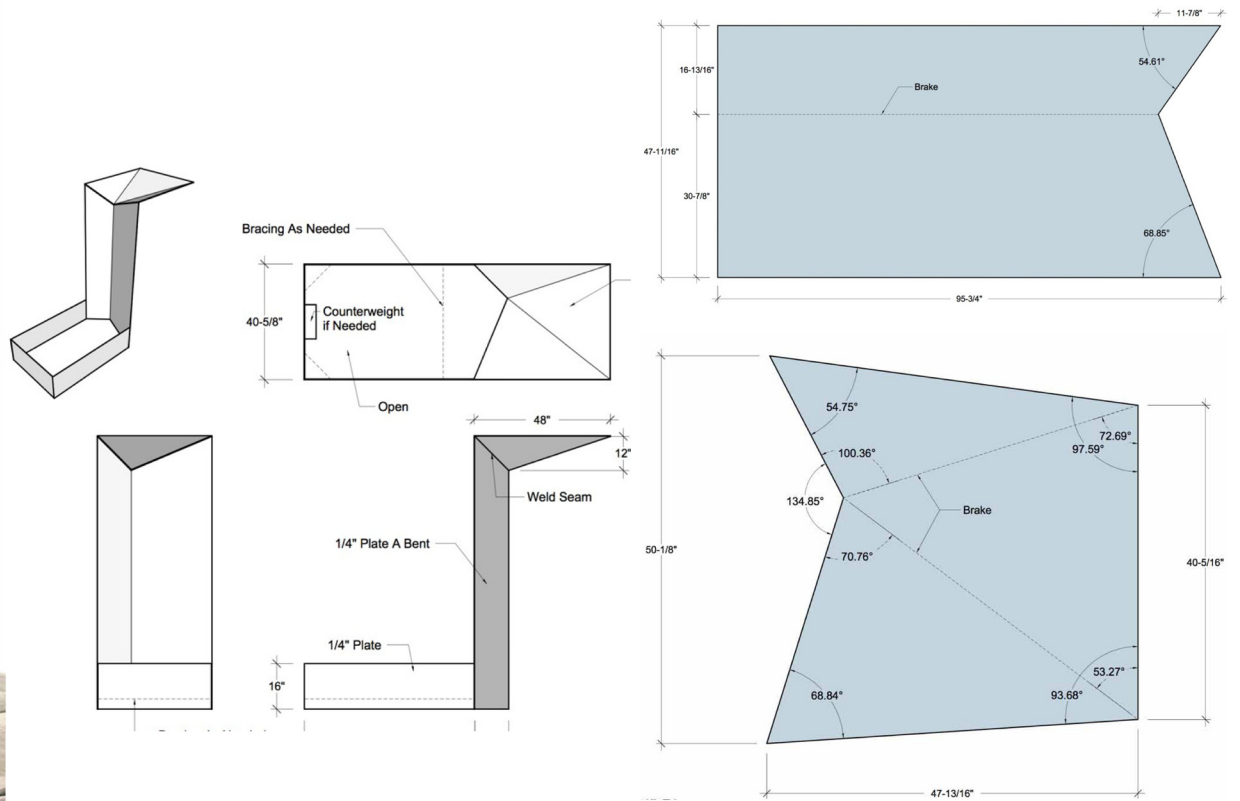 Bracing As Needed
40-5/8"
Counterweight
if Needed
Open
48"
12"
Weld Seam
1/4" Plate A Bent
1/4" Plate
16"
11-7/8"
54.61°
16-13/16"
Brake
47-11/16"
30-7/8"
68.85°
95-3/4"
54.75°
72.69°
97.59°
100.36°
134.85°
Brake
50-1/8"
70.76°
40-5/16"
53.27°
68.84°
93.68°
47-13/16"